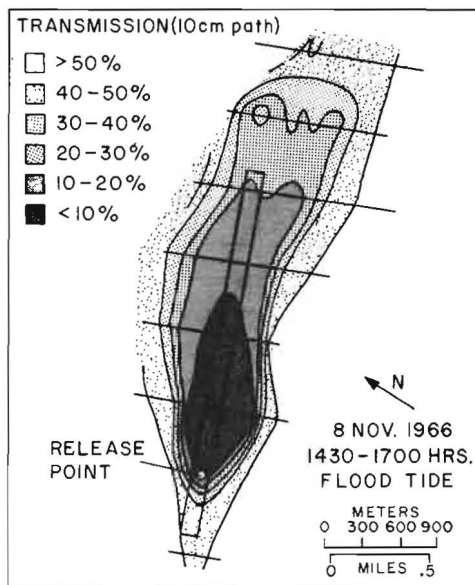 TRANSMISSION (10cm path)
>50%
40-50%
30-40%
20-30%
10-20%
<10%
RELEASE
POINT
N
8 NOV. 1966
1430-1700 HRS.
FLOOD TIDE
METERS
0 300 600 900
0 MILES .5